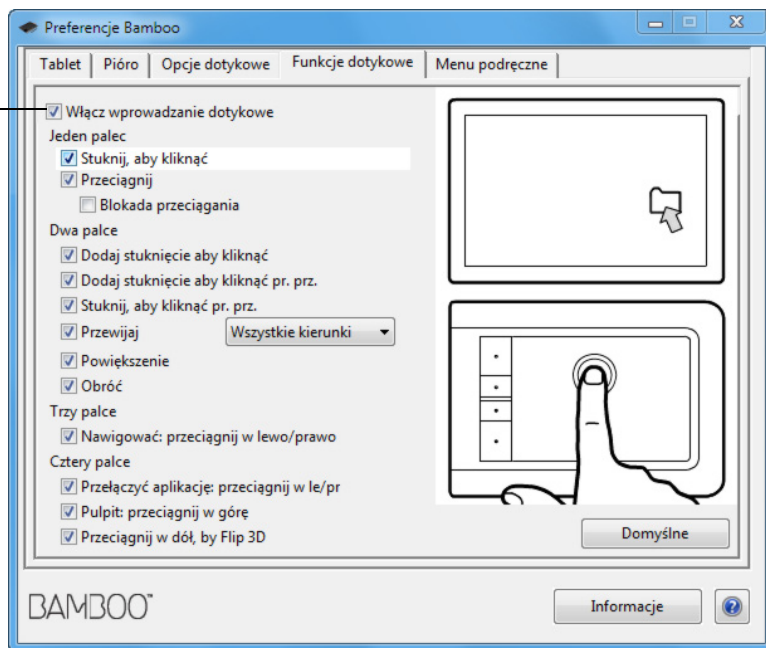 Preferencje Bamboo
Tablet Pióro Opcje dotykowe Funkcje dotykowe Menu podręczne
Włącz wprowadzanie dotykowe
Jeden palec
Stuknij, aby kliknąć
Przeciągnij
Blokada przeciągania
Dwa palce
Dodaj stuknięcie aby kliknąć
Dodaj stuknięcie aby kliknąć pr. prz.
Stuknij, aby kliknąć pr. prz.
Przewijaj Wszystkie kierunki
Powiększenie
Obróć
Trzy palce
Nawigować: przeciągnij w lewo/prawo
Cztery palce
Przełączyć aplikację: przeciągnij w le/pr
Pulpit: przeciągnij w górę
Przeciągnij w dół, by Flip 3D
Domyślne
BAMBOO™
Informacje
?